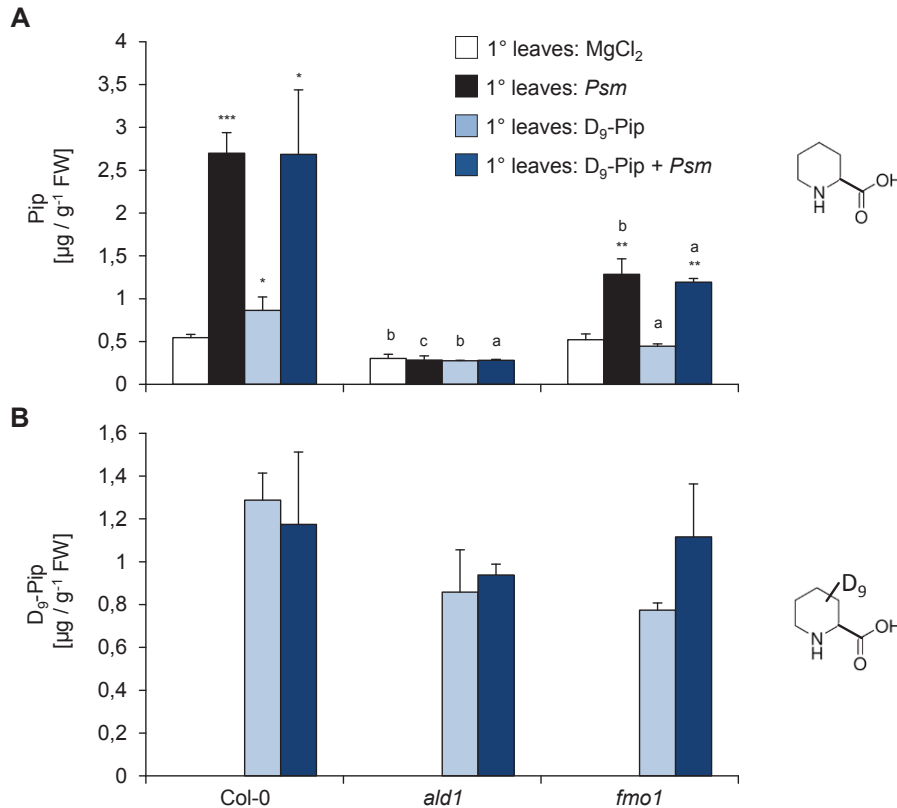 A
Pip
[µg / g⁻¹ FW]
4
3,5
3
2,5
2
1,5
1
0,5
0
1° leaves: MgCl₂
1° leaves: Psm
1° leaves: D₉-Pip
1° leaves: D₉-Pip + Psm
***
*
*
b
c
b
a
b
**
a
a
**
N
H
O
OH
B
D₉-Pip
[µg / g⁻¹ FW]
1,6
1,4
1,2
1
0,8
0,6
0,4
0,2
0
Col-0
ald1
fmo1
D₉
N
H
O
OH